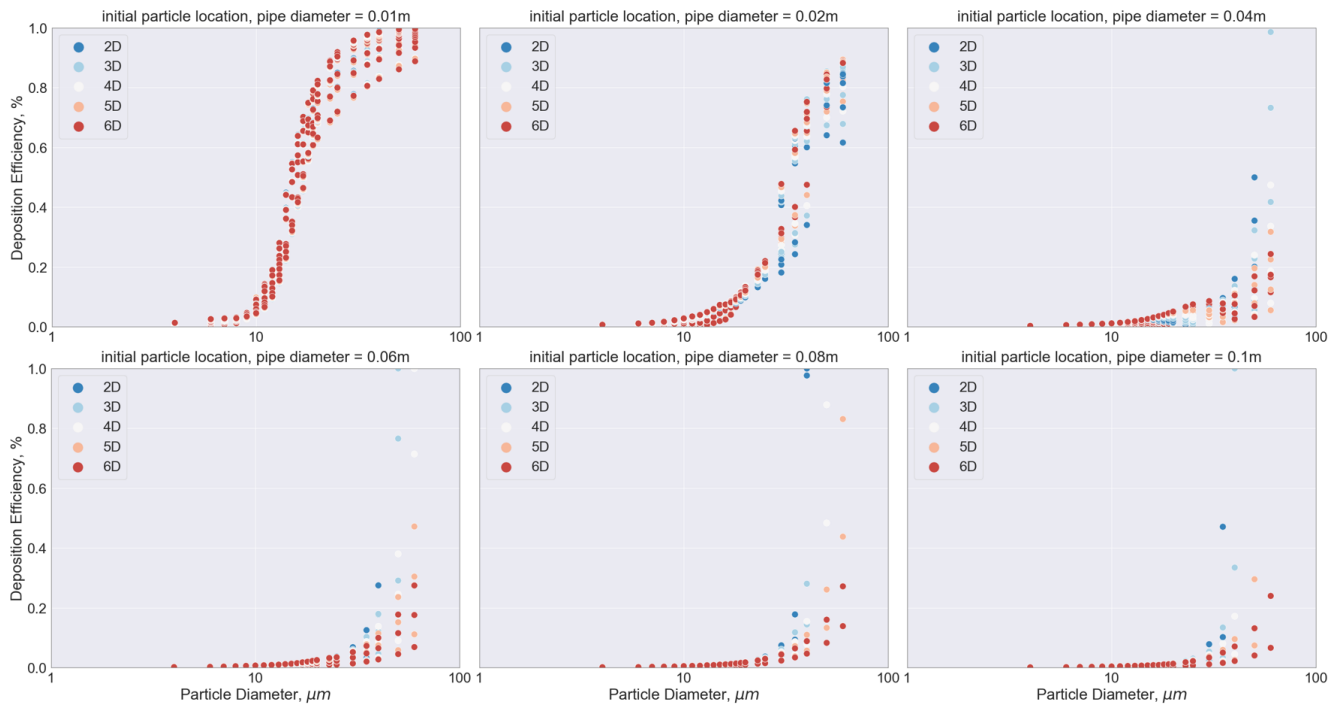 initial particle location, pipe diameter = 0.01m
initial particle location, pipe diameter = 0.02m
initial particle location, pipe diameter = 0.04m
Deposition Efficiency, %
1.0
0.8
0.6
0.4
0.2
0.0
2D
3D
4D
5D
6D
2D
3D
4D
5D
6D
2D
3D
4D
5D
6D
1
10
100
10
100
1
10
100
initial particle location, pipe diameter = 0.06m
initial particle location, pipe diameter = 0.08m
initial particle location, pipe diameter = 0.1m
Deposition Efficiency, %
1.0
0.8
0.6
0.4
0.2
0.0
2D
3D
4D
5D
6D
2D
3D
4D
5D
6D
2D
3D
4D
5D
6D
1
10
100
10
100
1
10
100
Particle Diameter, μm
Particle Diameter, μm
Particle Diameter, μm